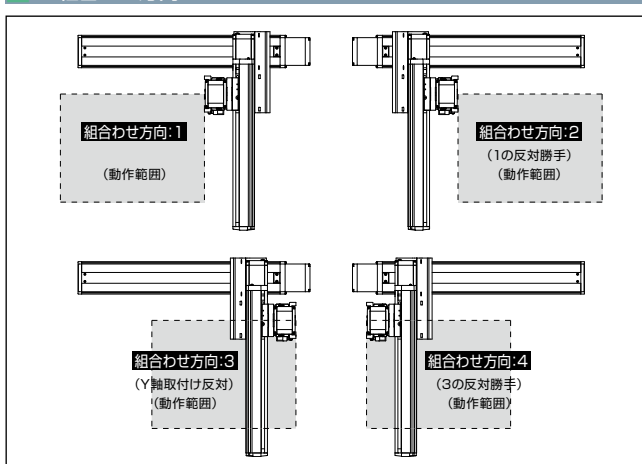 組合わせ方向:1
(動作範囲)
組合わせ方向:2
(1の反対勝手)
(動作範囲)
組合わせ方向:3
(Y軸取付け反対)
(動作範囲)
組合わせ方向:4
(3の反対勝手)
(動作範囲)